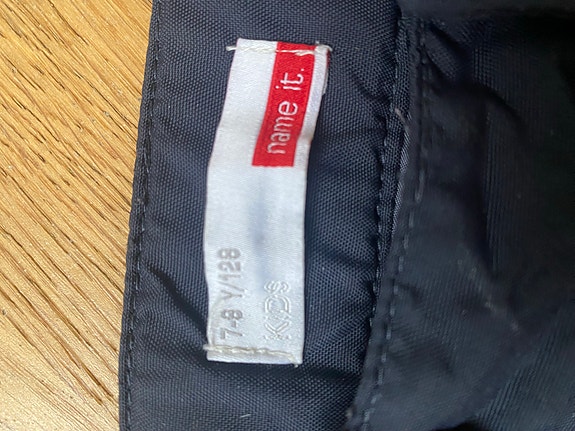 name it.
KIDS
7-8 Y/128